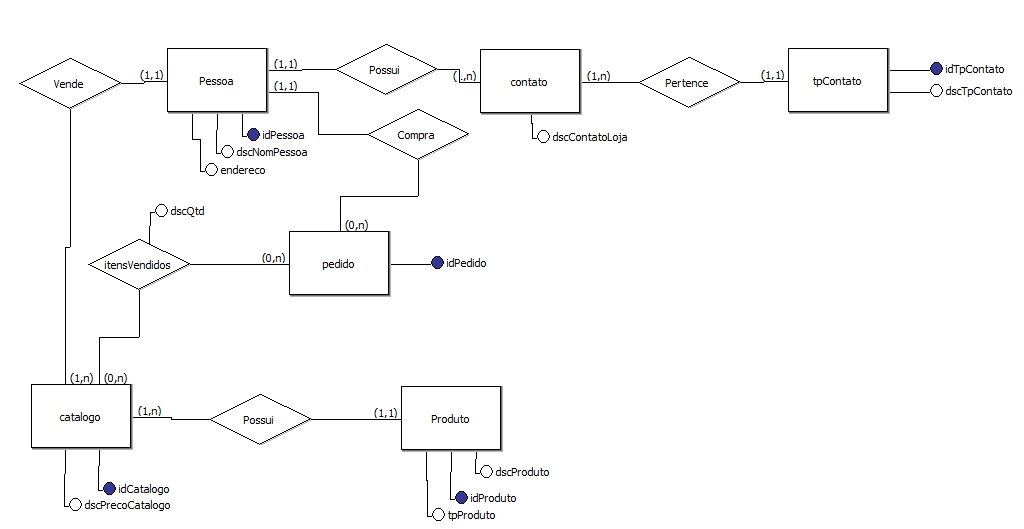 Vende
(1,1)
Pessoa
(1,1)
Possui
(1,n)
contato
(1,n)
Pertence
(1,1)
tpContato
idTpContato
dscTpContato
(1,1)
Compra
idPessoa
dscNomPessoa
endereco
dscContatoLoja
dscQtd
(0,n)
itensVendidos
(0,n)
pedido
idPedido
(1,n)
(0,n)
catalogo
(1,n)
Possui
(1,1)
Produto
dscProduto
idProduto
tpProduto
idCatalogo
dscPrecoCatalogo